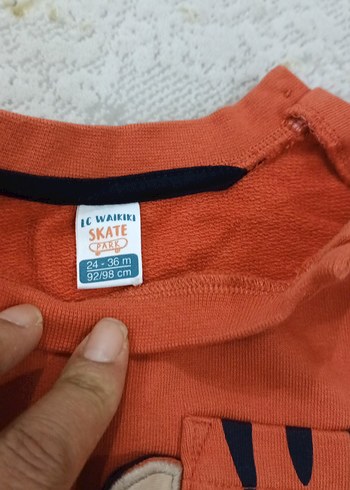 LC WAIKIKI
SKATE
PARK
24 - 36 m
92/98 cm